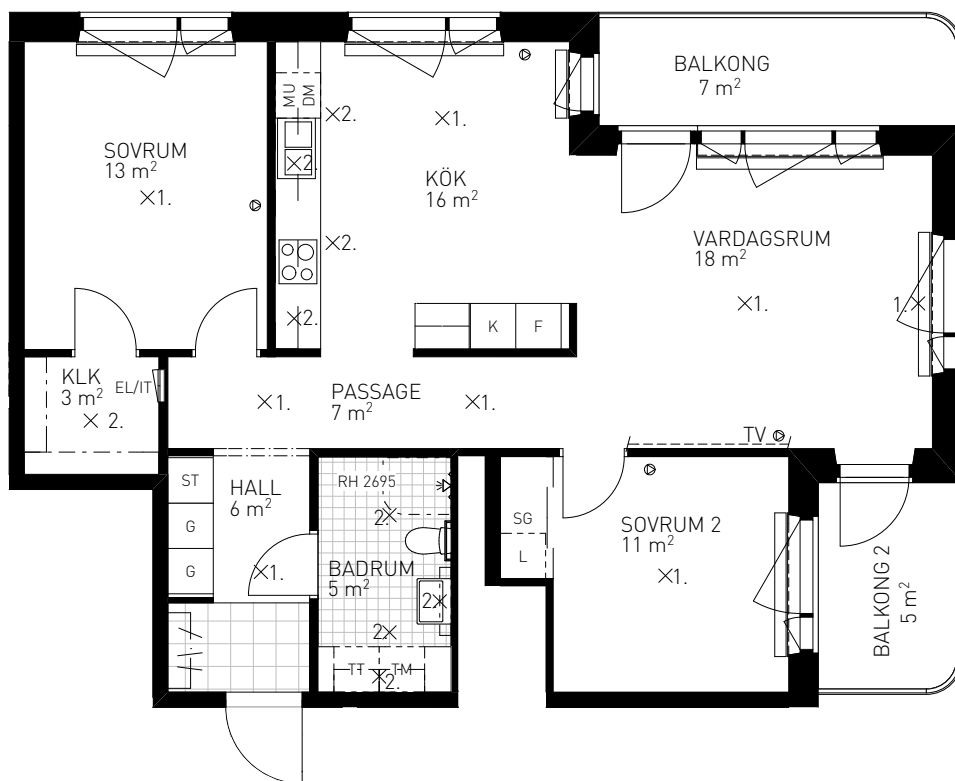 BALKONG
7 m²
MU
DM
×2.
×1.
SOVRUM
13 m²
×1.
×2.
KÖK
16 m²
×2.
VARDAGSRUM
18 m²
×1.
1.×
×2.
K
F
KLK
3 m²
× 2.
EL/IT
PASSAGE
7 m²
×1.
×1.
TV
ST
G
G
HALL
6 m²
×1.
RH 2695
2.×
BADRUM
5 m²
2×
2.×
TT
TM
×2.
SG
L
SOVRUM 2
11 m²
×1.
BALKONG 2
5 m²